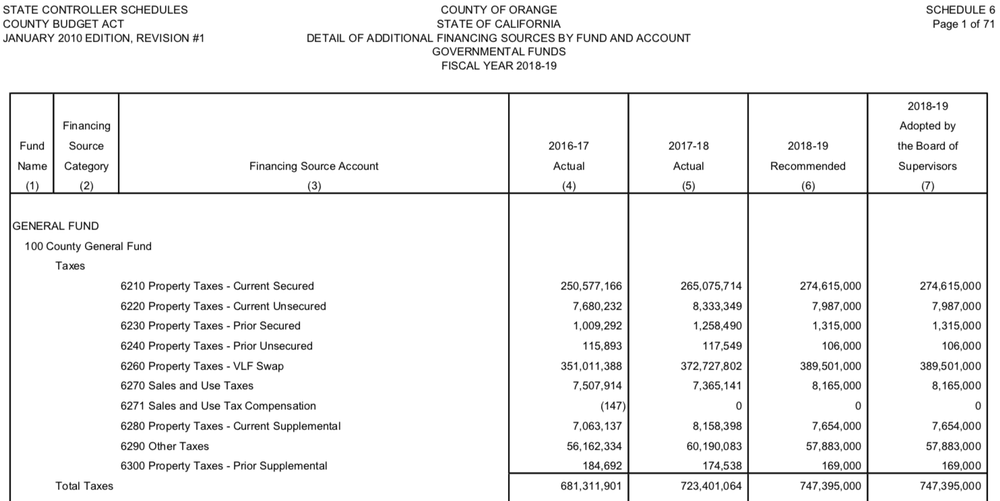 STATE CONTROLLER SCHEDULES COUNTY OF ORANGE SCHEDULE 6
COUNTY BUDGET ACT STATE OF CALIFORNIA Page 1 of 71
JANUARY 2010 EDITION, REVISION #1 DETAIL OF ADDITIONAL FINANCING SOURCES BY FUND AND ACCOUNT
GOVERNMENTAL FUNDS
FISCAL YEAR 2018-19
2018-19
Financing Adopted by
Fund Source 2016-17 2017-18 2018-19 the Board of
Name Category Financing Source Account Actual Actual Recommended Supervisors
(1) (2) (3) (4) (5) (6) (7)
GENERAL FUND
100 County General Fund
Taxes
6210 Property Taxes - Current Secured 250,577,166 265,075,714 274,615,000 274,615,000
6220 Property Taxes - Current Unsecured 7,680,232 8,333,349 7,987,000 7,987,000
6230 Property Taxes - Prior Secured 1,009,292 1,258,490 1,315,000 1,315,000
6240 Property Taxes - Prior Unsecured 115,893 117,549 106,000 106,000
6260 Property Taxes - VLF Swap 351,011,388 372,727,802 389,501,000 389,501,000
6270 Sales and Use Taxes 7,507,914 7,365,141 8,165,000 8,165,000
6271 Sales and Use Tax Compensation (147) 0 0 0
6280 Property Taxes - Current Supplemental 7,063,137 8,158,398 7,654,000 7,654,000
6290 Other Taxes 56,162,334 60,190,083 57,883,000 57,883,000
6300 Property Taxes - Prior Supplemental 184,692 174,538 169,000 169,000
Total Taxes 681,311,901 723,401,064 747,395,000 747,395,000